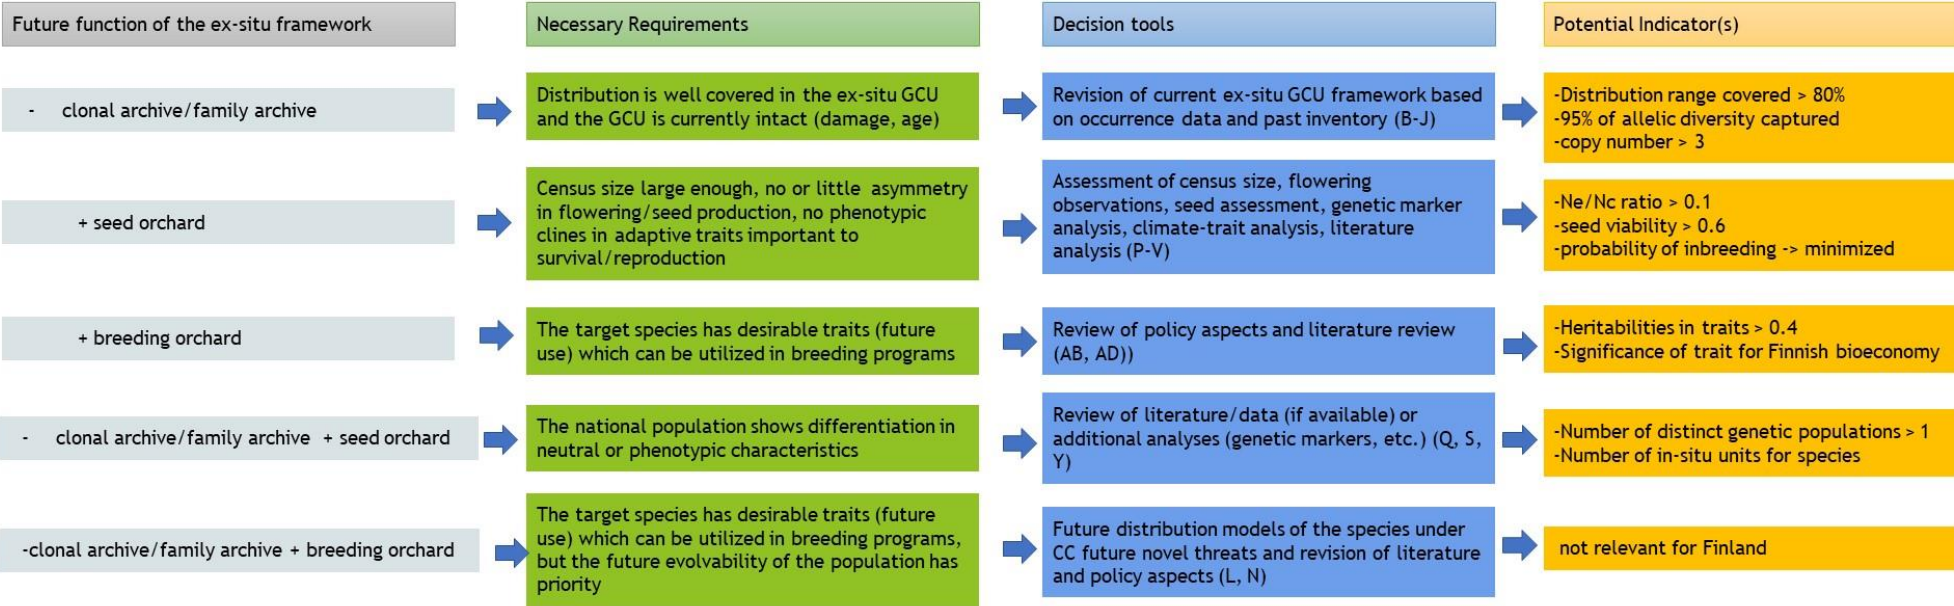 Future function of the ex-situ framework
Necessary Requirements
Decision tools
Potential Indicator(s)
- clonal archive/family archive
Distribution is well covered in the ex-situ GCU
and the GCU is currently intact (damage, age)
Revision of current ex-situ GCU framework based
on occurrence data and past inventory (B-J)
-Distribution range covered > 80%
-95% of allelic diversity captured
-copy number > 3
+ seed orchard
Census size large enough, no or little asymmetry
in flowering/seed production, no phenotypic
clines in adaptive traits important to
survival/reproduction
Assessment of census size, flowering
observations, seed assessment, genetic marker
analysis, climate-trait analysis, literature
analysis (P-V)
-Ne/Nc ratio > 0.1
-seed viability > 0.6
-probability of inbreeding -> minimized
+ breeding orchard
The target species has desirable traits (future
use) which can be utilized in breeding programs
Review of policy aspects and literature review
(AB, AD))
-Heritabilities in traits > 0.4
-Significance of trait for Finnish bioeconomy
- clonal archive/family archive + seed orchard
The national population shows differentiation in
neutral or phenotypic characteristics
Review of literature/data (if available) or
additional analyses (genetic markers, etc.) (Q, S,
Y)
-Number of distinct genetic populations > 1
-Number of in-situ units for species
-clonal archive/family archive + breeding orchard
The target species has desirable traits (future
use) which can be utilized in breeding programs,
but the future evolvability of the population has
priority
Future distribution models of the species under
CC future novel threats and revision of literature
and policy aspects (L, N)
not relevant for Finland